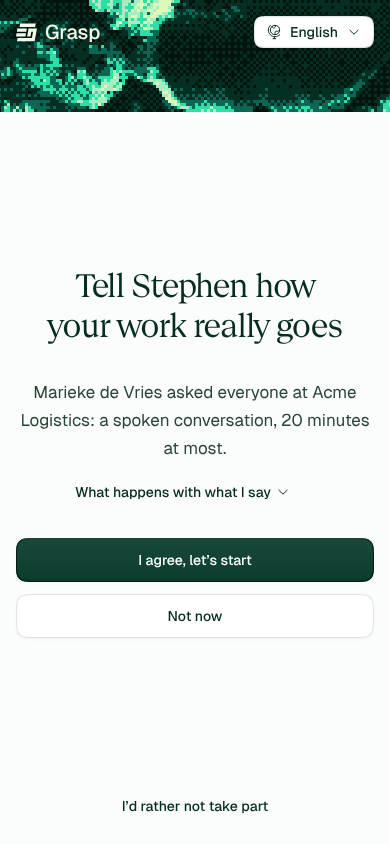 Grasp
English
Tell Stephen how
your work really goes
Marieke de Vries asked everyone at Acme
Logistics: a spoken conversation, 20 minutes
at most.
What happens with what I say
I agree, let’s start
Not now
I’d rather not take part